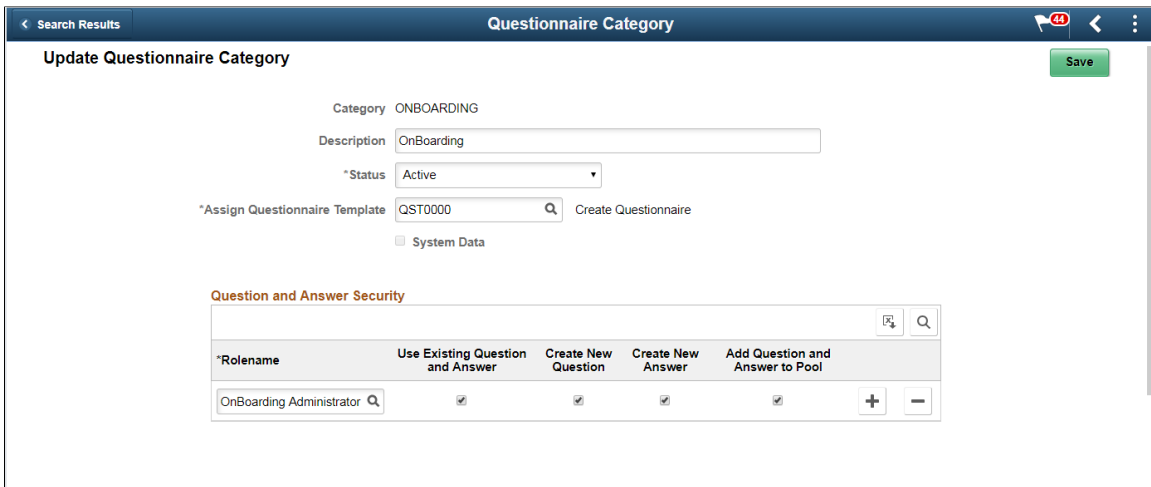 Search Results
Questionnaire Category
44
Update Questionnaire Category
Save
Category ONBOARDING
Description OnBoarding
*Status Active
*Assign Questionnaire Template QST0000 Create Questionnaire
System Data
Question and Answer Security
*Rolename
Use Existing Question
and Answer
Create New
Question
Create New
Answer
Add Question and
Answer to Pool
OnBoarding Administrator